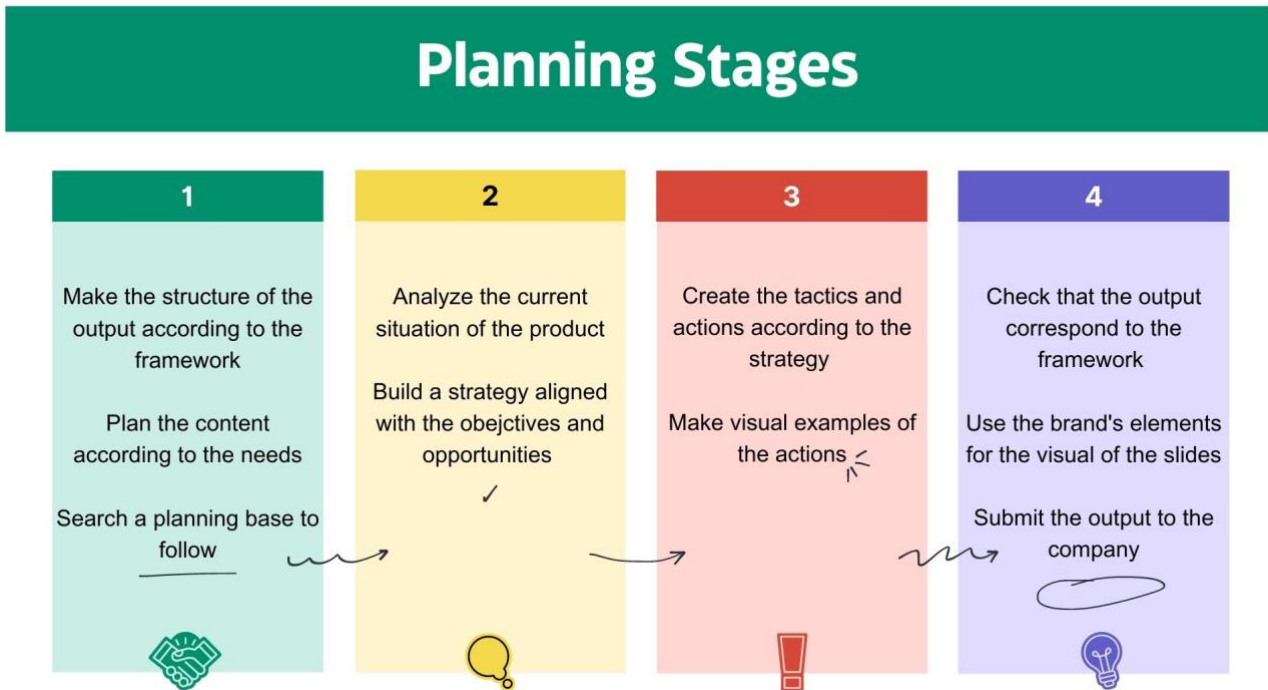 Planning Stages
1
Make the structure of the
output according to the
framework
Plan the content
according to the needs
Search a planning base to
follow
2
Analyze the current
situation of the product
Build a strategy aligned
with the obejctives and
opportunities
3
Create the tactics and
actions according to the
strategy
Make visual examples of
the actions
4
Check that the output
correspond to the
framework
Use the brand's elements
for the visual of the slides
Submit the output to the
company